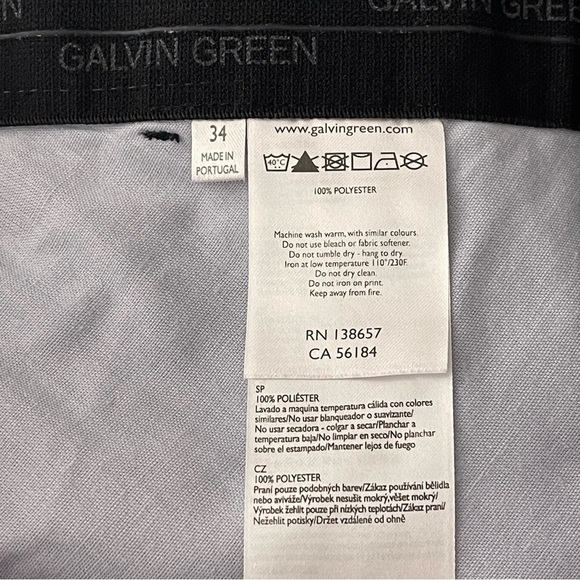 N
GALVIN GREE
GALVIN GREEN
34
MADE IN
PORTUGAL
www.galvingreen.com
40°C
100% POLYESTER
Machine wash warm, with similar colours.
Do not use bleach or fabric softener.
Do not tumble dry - hang to dry.
Iron at low temperature 110°/230F.
Do not dry clean.
Do not iron on print.
Keep away from fire.
RN 138657
CA 56184
SP
100% POLIÉSTER
Lavado a maquina temperatura cálida con colores
similares/No usar blanqueador o suavizante/
No usar secadora - colgar a secar/Planchar a
temperatura baja/No limpiar en seco/No planchar
sobre el estampado/Mantener lejos de fuego
CZ
100% POLYESTER
Praní pouze podobných barev/Zákaz používání bělidla
nebo aviváže/Výrobek nesušit mokrý,věšet mokrý/
Výrobek žehlit pouze při nízkých teplotách/Zákaz praní/
Nežehlit potisky/Držet vzdáleně od ohně